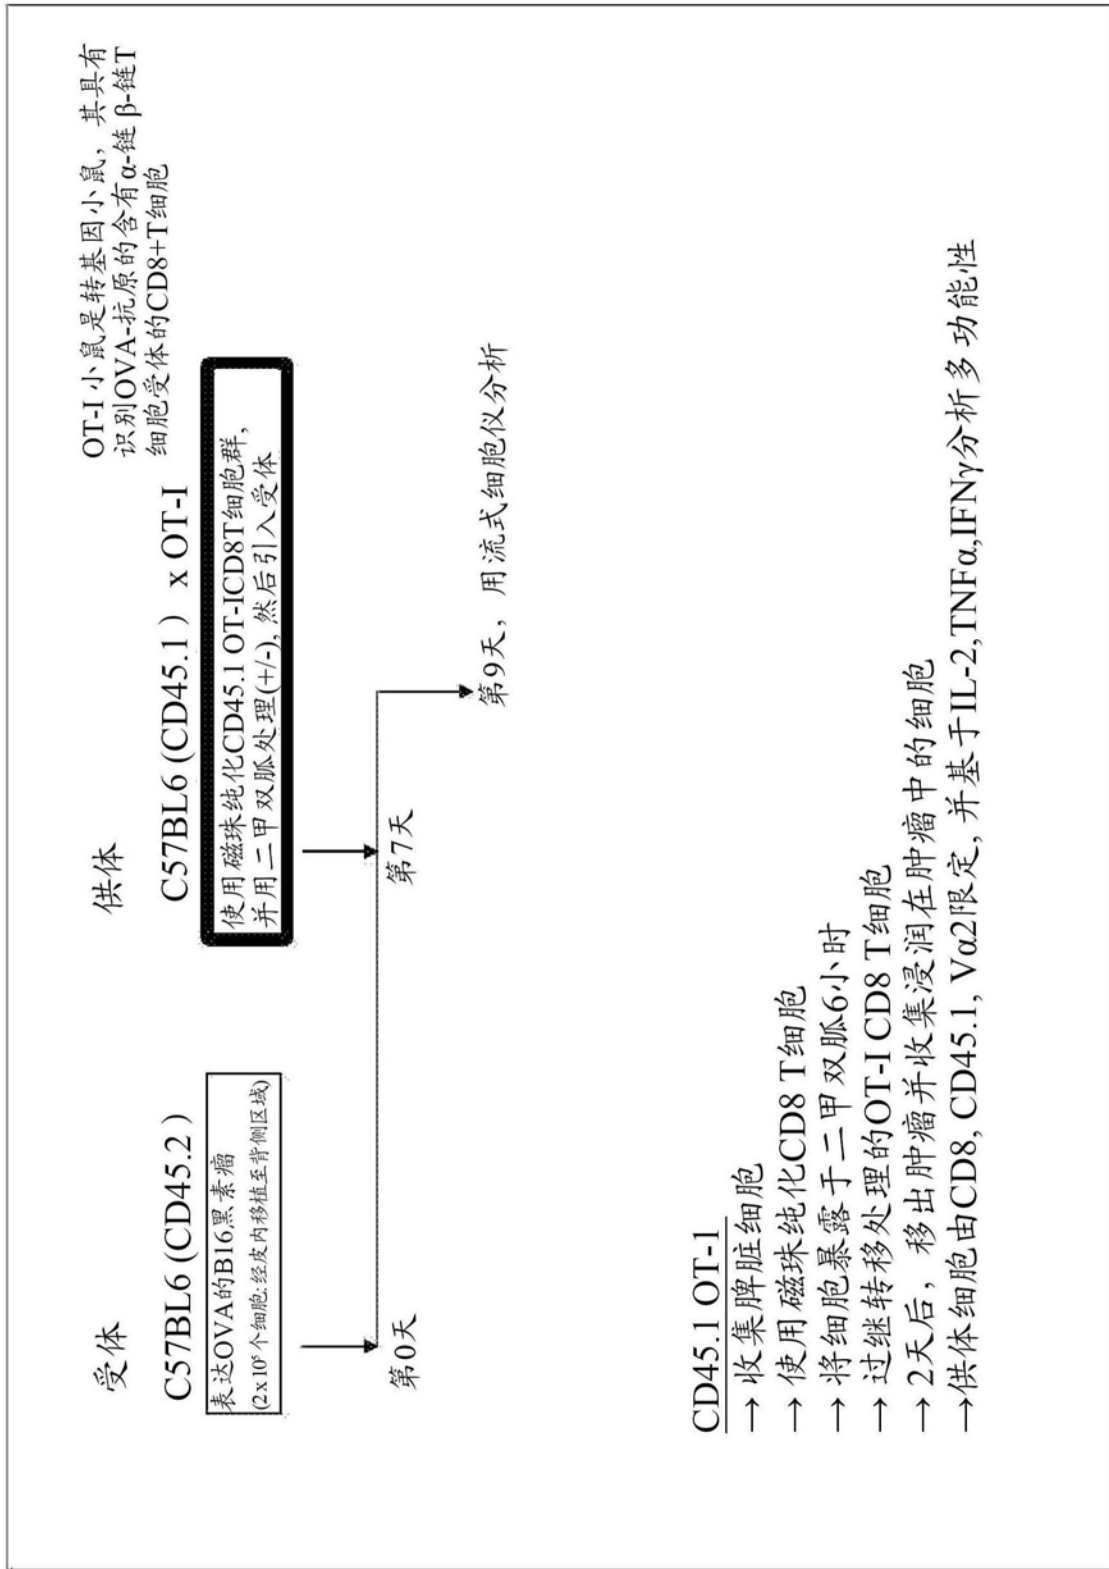 受体
C57BL6 (CD45.2)
表达OVA的B16黑素瘤
(2x10⁵个细胞:经皮内移植至背侧区域)
第0天
供体
C57BL6 (CD45.1) x OT-I
OT-I 小鼠是转基因小鼠，其具有
识别OVA-抗原的含有α-链 β-链T
细胞受体的CD8+T细胞
使用磁珠纯化CD45.1 OT-ICD8T细胞群，
并用二甲双胍处理(+/-), 然后引入受体
第7天
第9天，用流式细胞仪分析
CD45.1 OT-1
→收集脾脏细胞
→使用磁珠纯化CD8 T细胞
→将细胞暴露于二甲双胍6小时
→过继转移处理的OT-I CD8 T细胞
→2天后，移出肿瘤并收集浸润在肿瘤中的细胞
→供体细胞由CD8, CD45.1, Vα2限定，并基于IL-2,TNFα,IFNγ分析多功能性